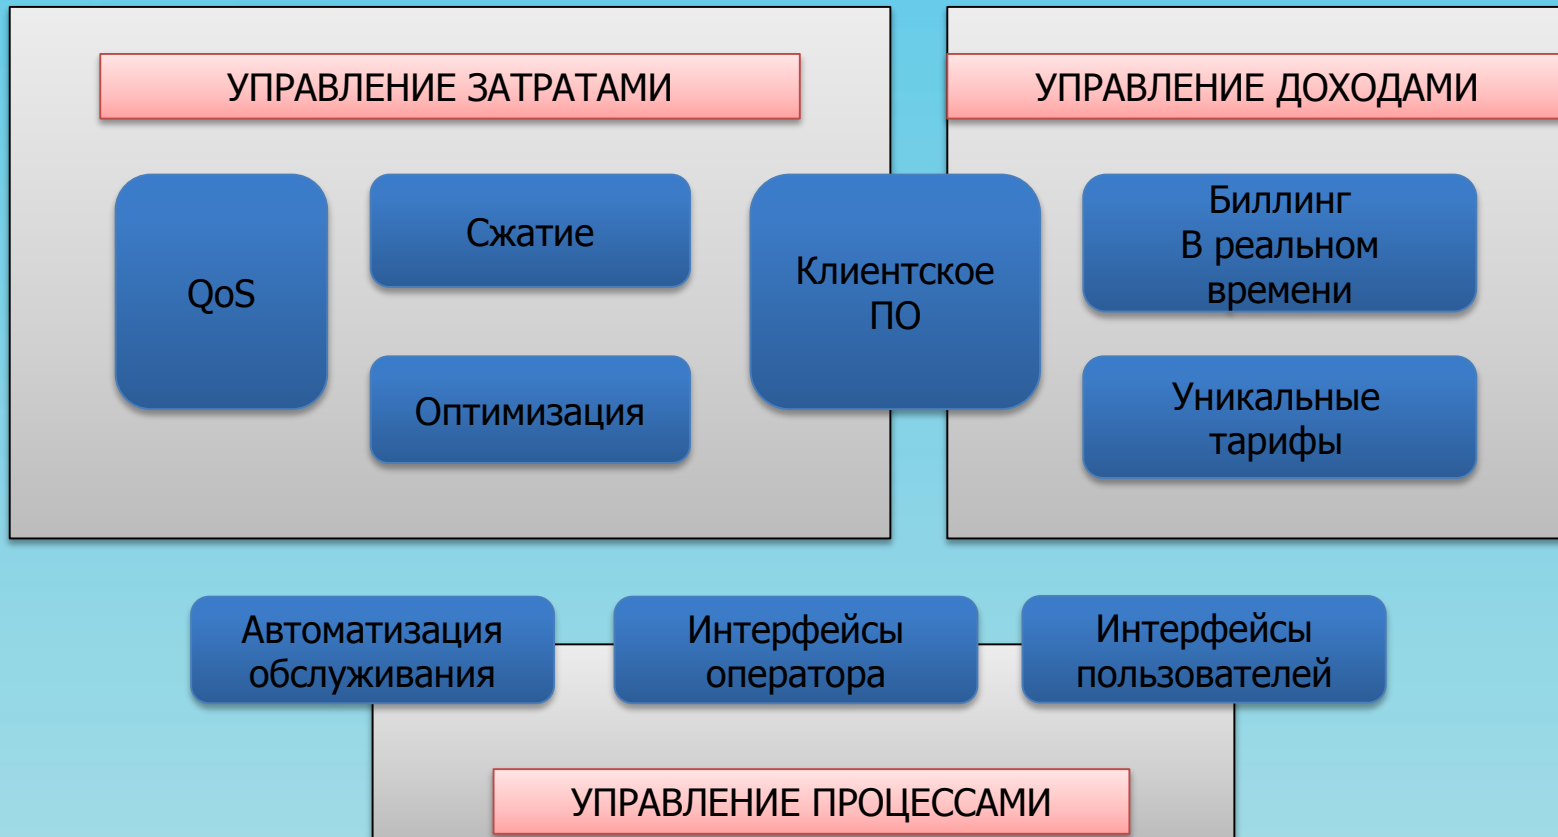 УПРАВЛЕНИЕ ЗАТРАТАМИ
УПРАВЛЕНИЕ ДОХОДАМИ
QoS
Сжатие
Оптимизация
Клиентское
ПО
Биллинг
В реальном
времени
Уникальные
тарифы
Автоматизация
обслуживания
Интерфейсы
оператора
Интерфейсы
пользователей
УПРАВЛЕНИЕ ПРОЦЕССАМИ